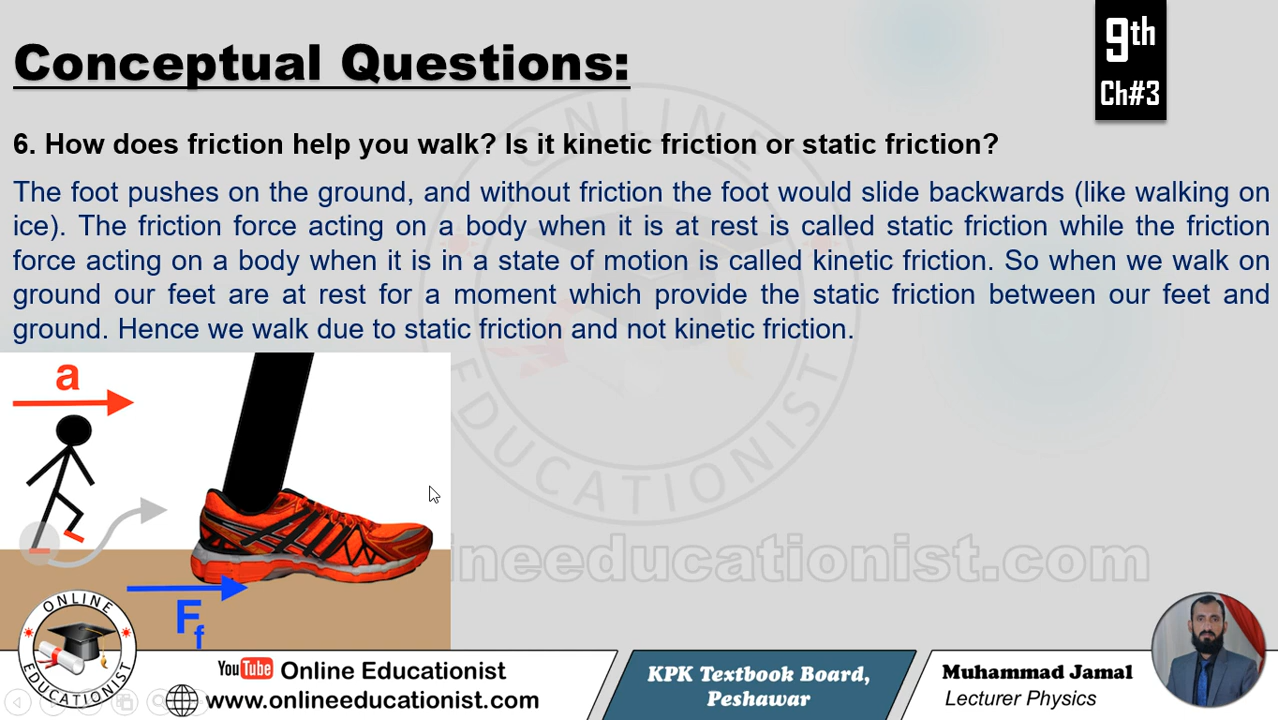 Conceptual Questions:
9th
Ch#3
6. How does friction help you walk? Is it kinetic friction or static friction?
The foot pushes on the ground, and without friction the foot would slide backwards (like walking on
ice). The friction force acting on a body when it is at rest is called static friction while the friction
force acting on a body when it is in a state of motion is called kinetic friction. So when we walk on
ground our feet are at rest for a moment which provide the static friction between our feet and
ground. Hence we walk due to static friction and not kinetic friction.
ONLINE
EDUCATIONIST
ineeducationist.com
a
Ff
ONLINE
EDUCATIONIST
YouTube Online Educationist
www.onlineeducationist.com
KPK Textbook Board,
Peshawar
Muhammad Jamal
Lecturer Physics